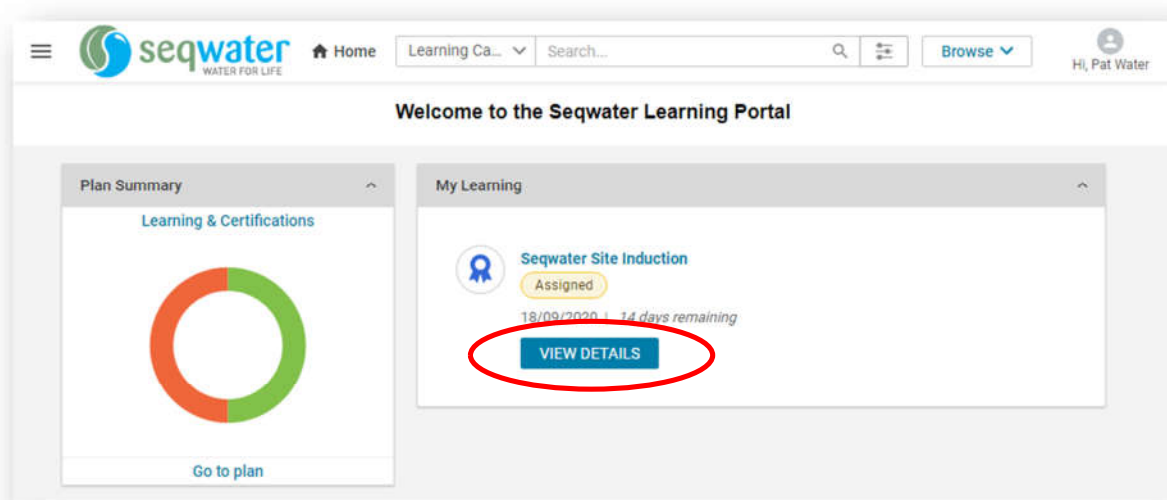 seqwater
WATER FOR LIFE
Home
Learning Ca...
Search...
Browse
Hi, Pat Water
Welcome to the Seqwater Learning Portal
Plan Summary
Learning & Certifications
Go to plan
My Learning
Seqwater Site Induction
Assigned
18/09/2020 | 14 days remaining
VIEW DETAILS